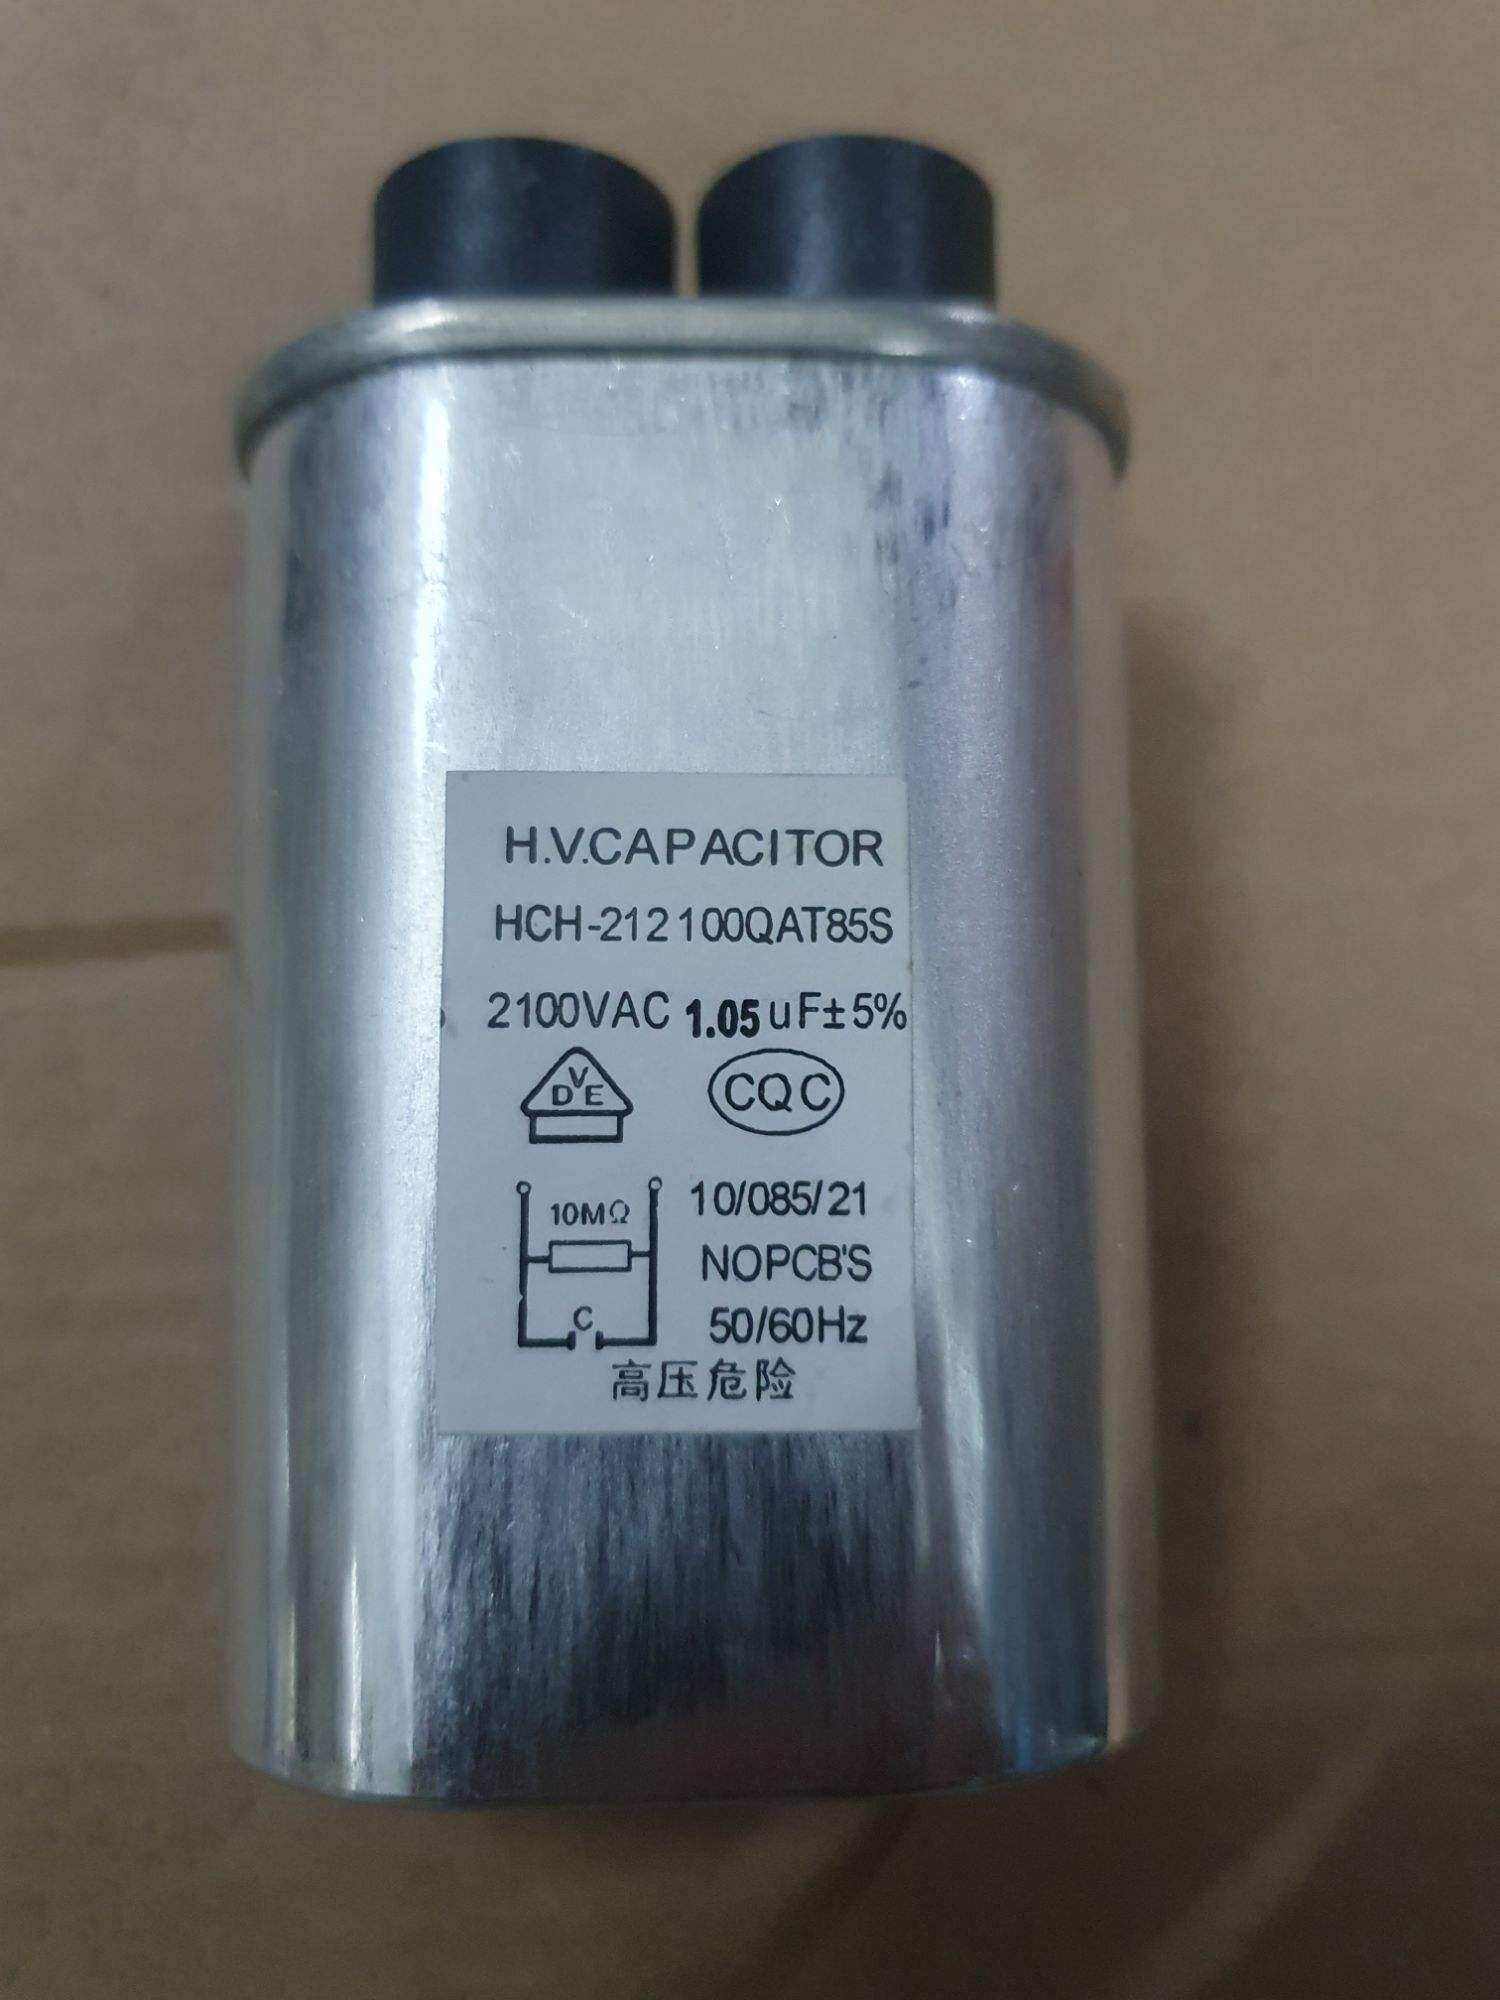 H.V.CAPACITOR
HCH-212100QAT85S
2100VAC 1.05uF±5%
VDE
CQC
10MΩ
C
10/085/21
NOPCB'S
50/60Hz
高压危险